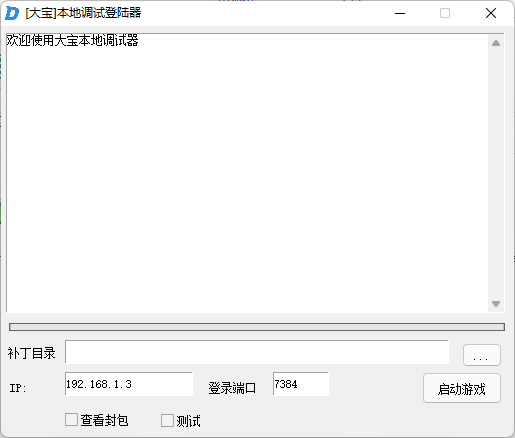 [大宝]本地调试登陆器
欢迎使用大宝本地调试器
补丁目录
...
IP:
192.168.1.3
登录端口
7384
启动游戏
查看封包
测试